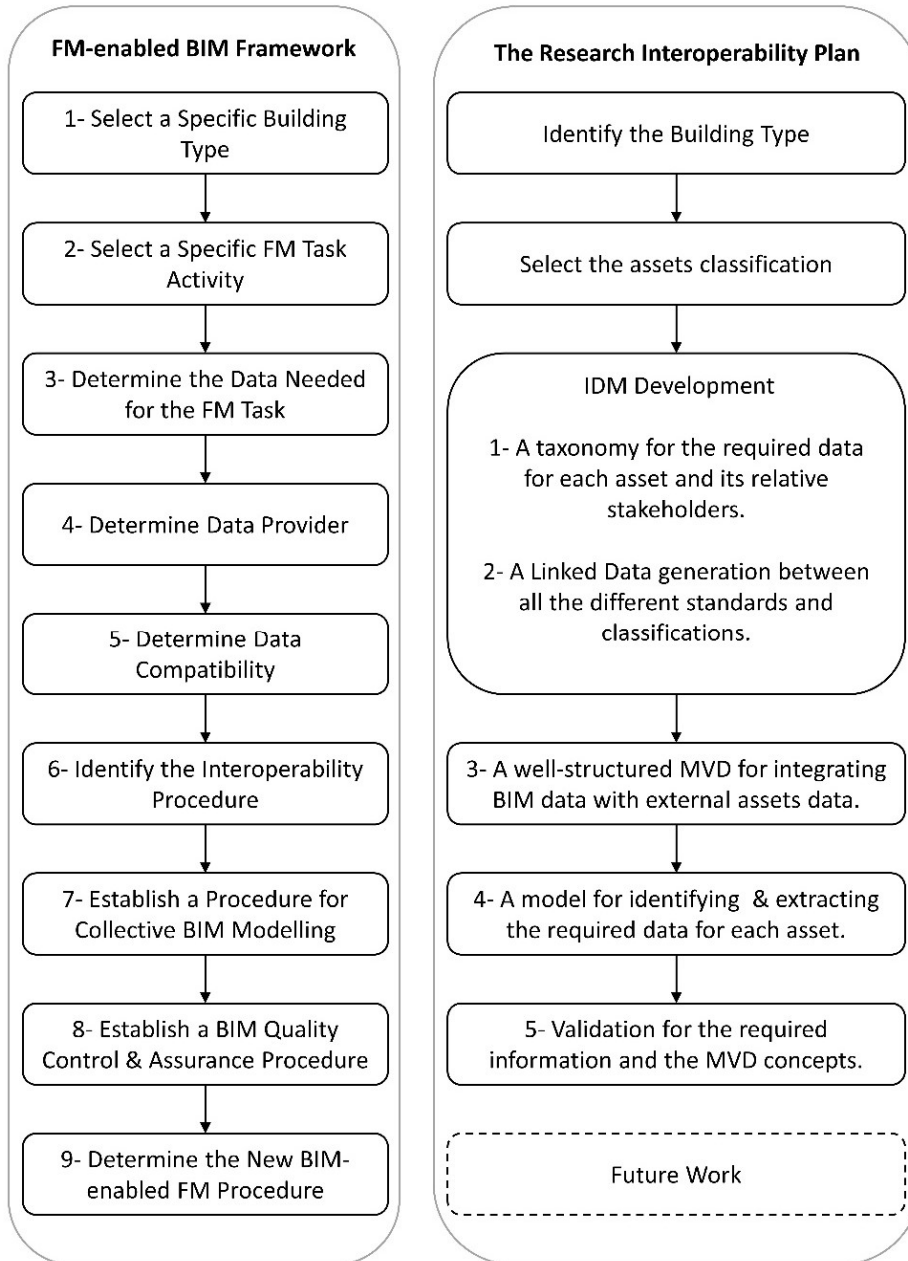 FM-enabled BIM Framework
1- Select a Specific Building
Type
2- Select a Specific FM Task
Activity
3- Determine the Data Needed
for the FM Task
4- Determine Data Provider
5- Determine Data
Compatibility
6- Identify the Interoperability
Procedure
7- Establish a Procedure for
Collective BIM Modelling
8- Establish a BIM Quality
Control & Assurance Procedure
9- Determine the New BIM-
enabled FM Procedure
The Research Interoperability Plan
Identify the Building Type
Select the assets classification
IDM Development
1- A taxonomy for the required data
for each asset and its relative
stakeholders.
2- A Linked Data generation between
all the different standards and
classifications.
3- A well-structured MVD for integrating
BIM data with external assets data.
4- A model for identifying & extracting
the required data for each asset.
5- Validation for the required
information and the MVD concepts.
Future Work